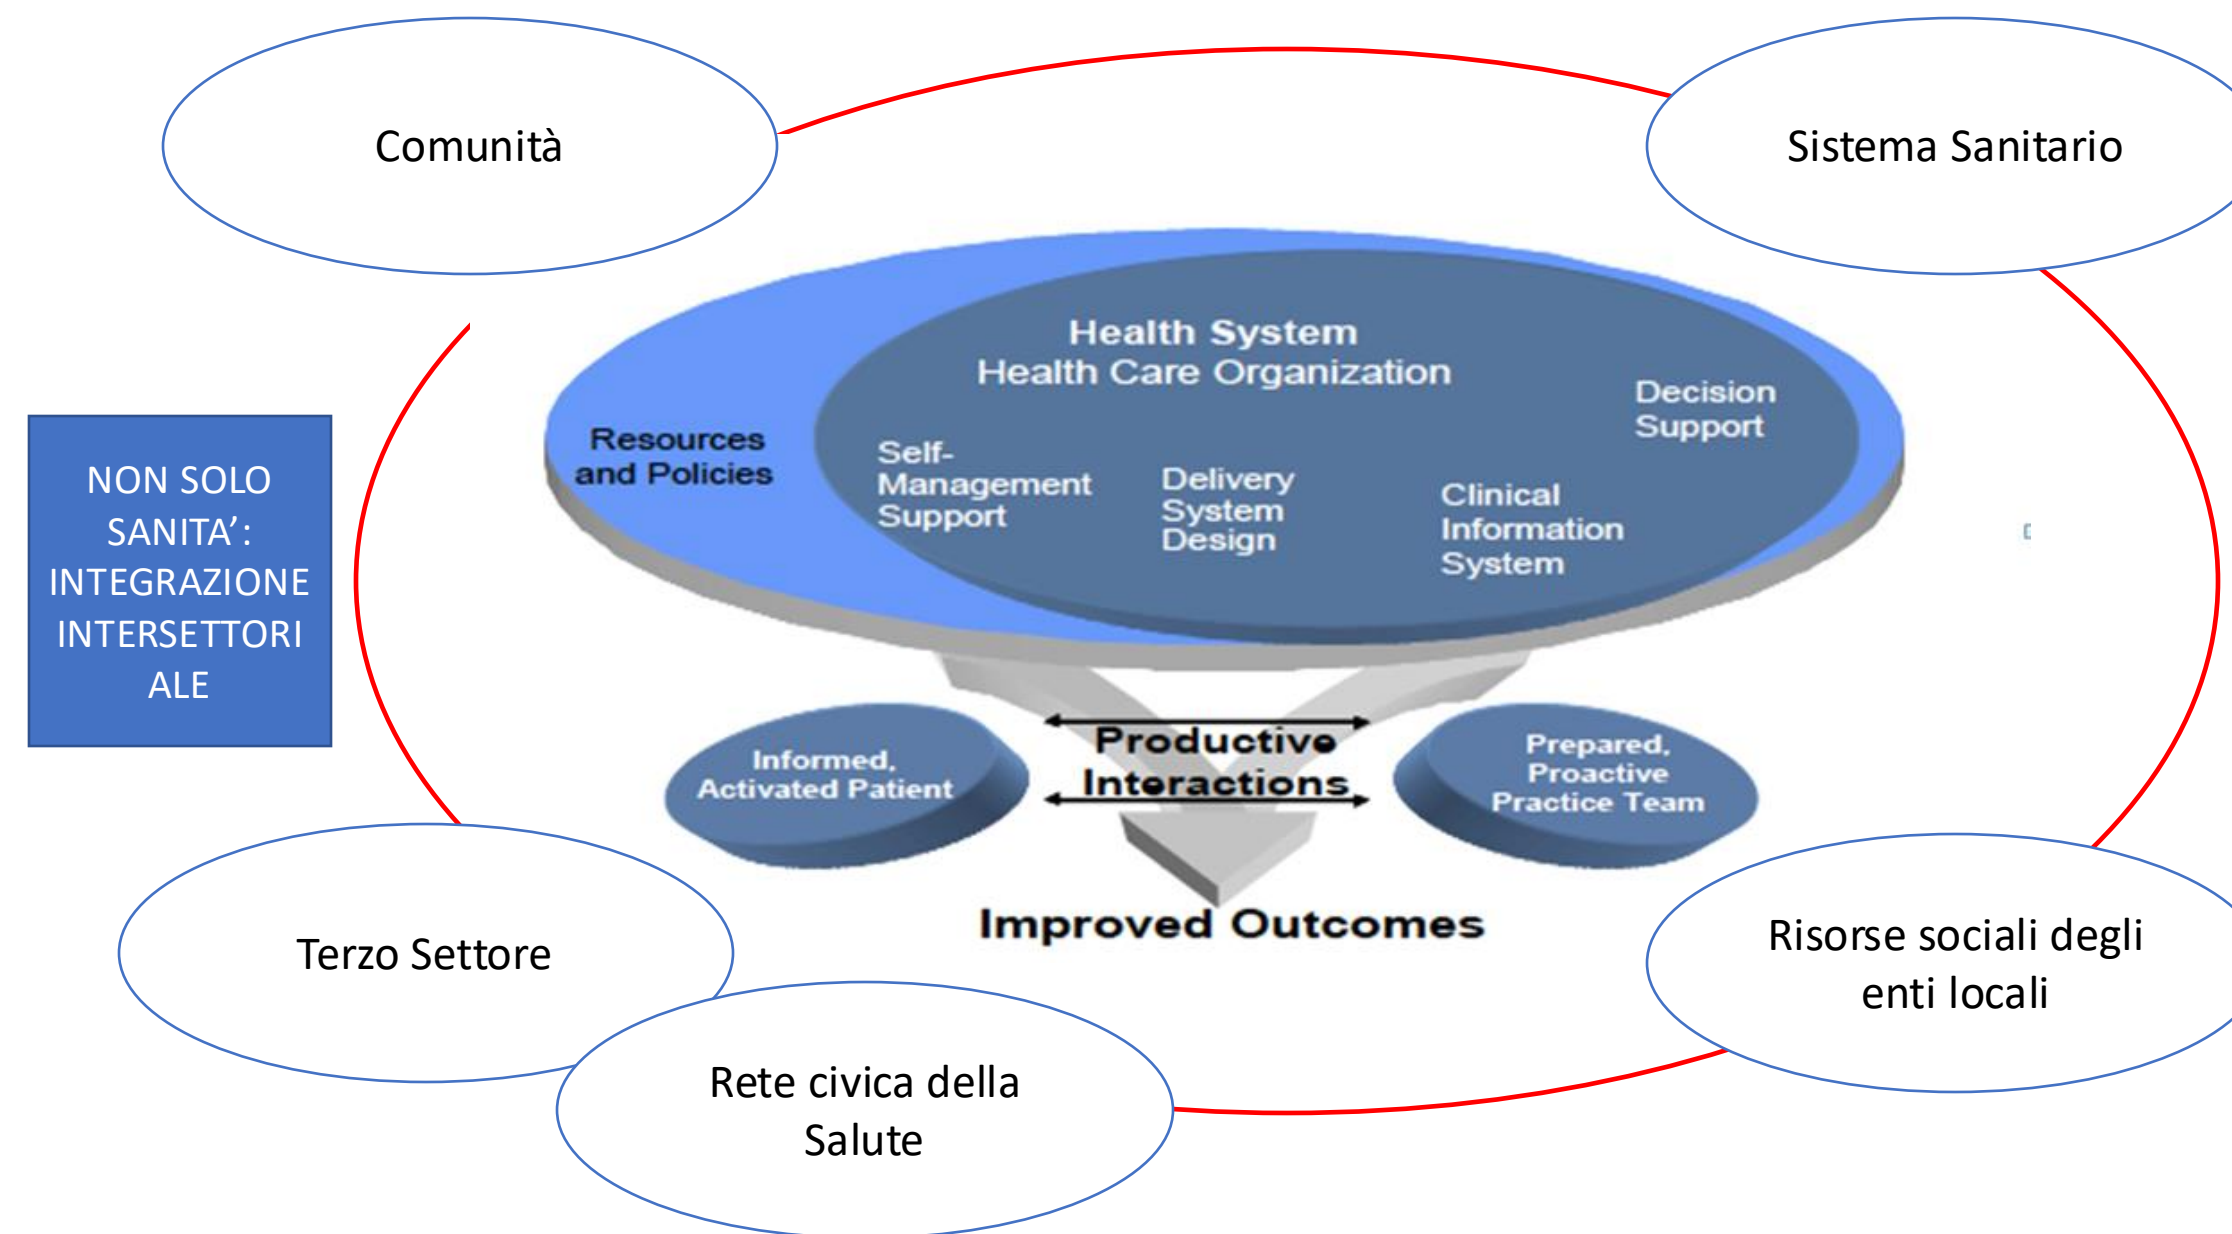 Comunità
Sistema Sanitario
Health System
Health Care Organization
Decision
Support
Resources
and Policies
Self-
Management
Support
Delivery
System
Design
Clinical
Information
System
NON SOLO
SANITA’:
INTEGRAZIONE
INTERSETTORI
ALE
Informed,
Activated Patient
Productive
Interactions
Prepared,
Proactive
Practice Team
Improved Outcomes
Terzo Settore
Risorse sociali degli
enti locali
Rete civica della
Salute